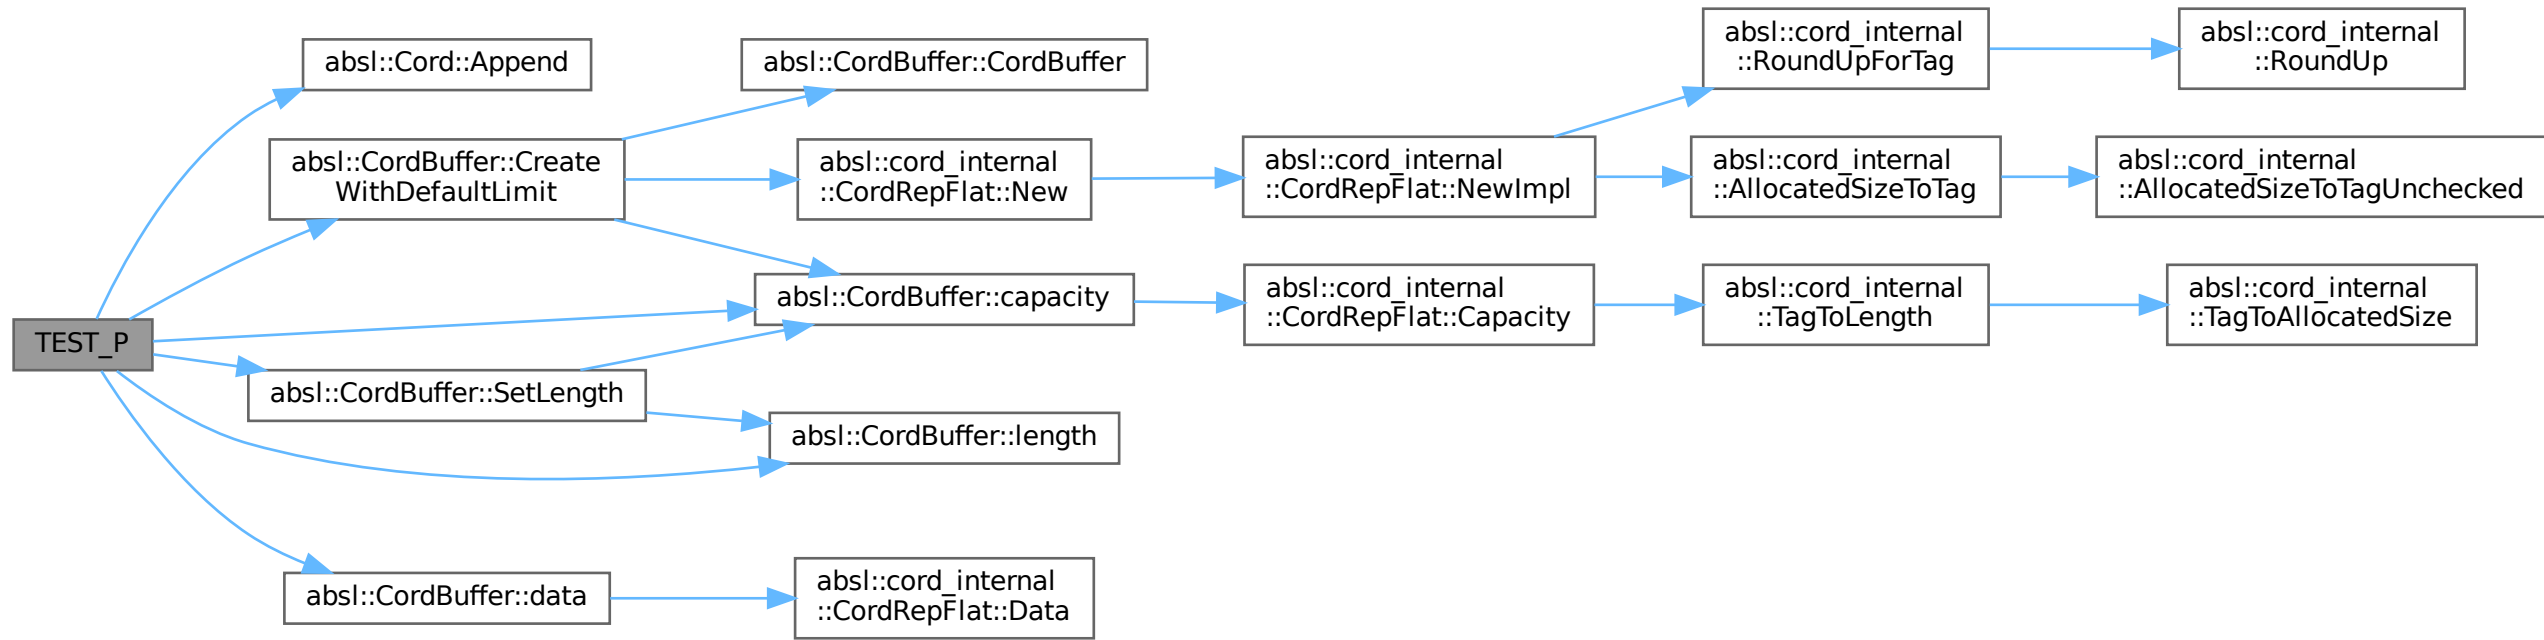 TEST_P
absl::Cord::Append
absl::CordBuffer::Create
WithDefaultLimit
absl::CordBuffer::CordBuffer
absl::cord_internal
::CordRepFlat::New
absl::cord_internal
::CordRepFlat::NewImpl
absl::cord_internal
::RoundUpForTag
absl::cord_internal
::RoundUp
absl::cord_internal
::AllocatedSizeToTag
absl::cord_internal
::AllocatedSizeToTagUnchecked
absl::CordBuffer::capacity
absl::cord_internal
::CordRepFlat::Capacity
absl::cord_internal
::TagToLength
absl::cord_internal
::TagToAllocatedSize
absl::CordBuffer::SetLength
absl::CordBuffer::length
absl::CordBuffer::data
absl::cord_internal
::CordRepFlat::Data